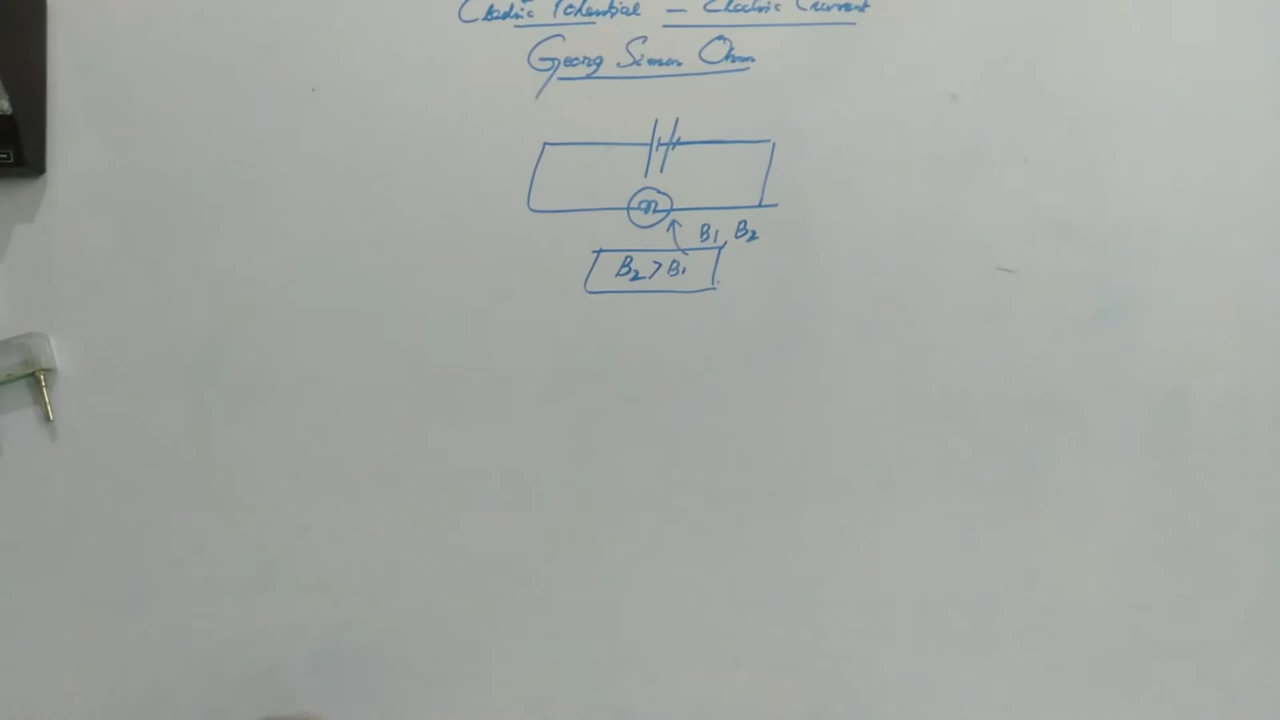 Electric Potential — Electric Current
Georg Simon Ohm
B1, B2
B2 > B1